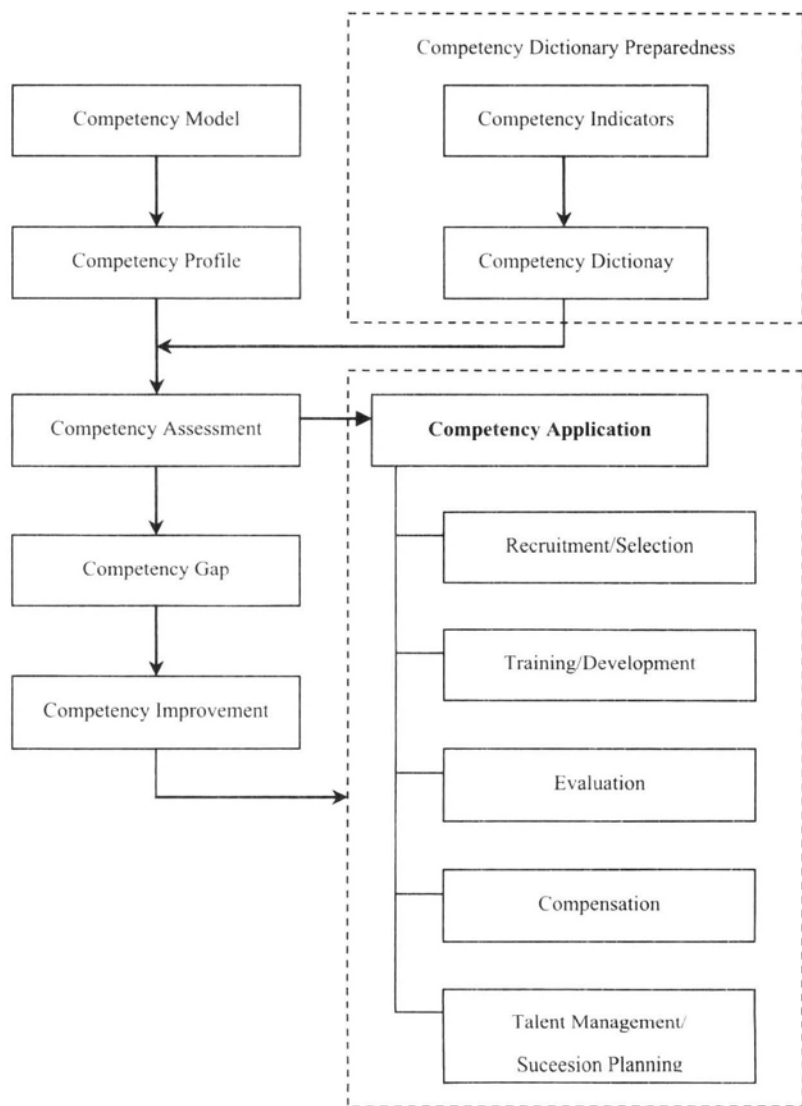 Competency Dictionary Preparedness
Competency Model
Competency Indicators
Competency Profile
Competency Dictionay
Competency Assessment
Competency Application
Recruitment/Selection
Competency Gap
Training/Development
Competency Improvement
Evaluation
Compensation
Talent Management/
Suceesion Planning